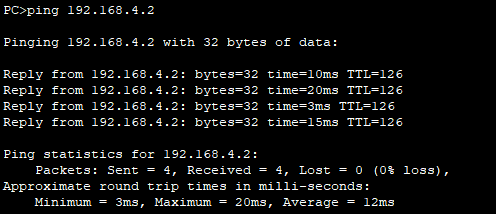 PC>ping 192.168.4.2
Pinging 192.168.4.2 with 32 bytes of data:
Reply from 192.168.4.2: bytes=32 time=10ms TTL=126
Reply from 192.168.4.2: bytes=32 time=20ms TTL=126
Reply from 192.168.4.2: bytes=32 time=3ms TTL=126
Reply from 192.168.4.2: bytes=32 time=15ms TTL=126
Ping statistics for 192.168.4.2:
    Packets: Sent = 4, Received = 4, Lost = 0 (0% loss),
Approximate round trip times in milli-seconds:
    Minimum = 3ms, Maximum = 20ms, Average = 12ms